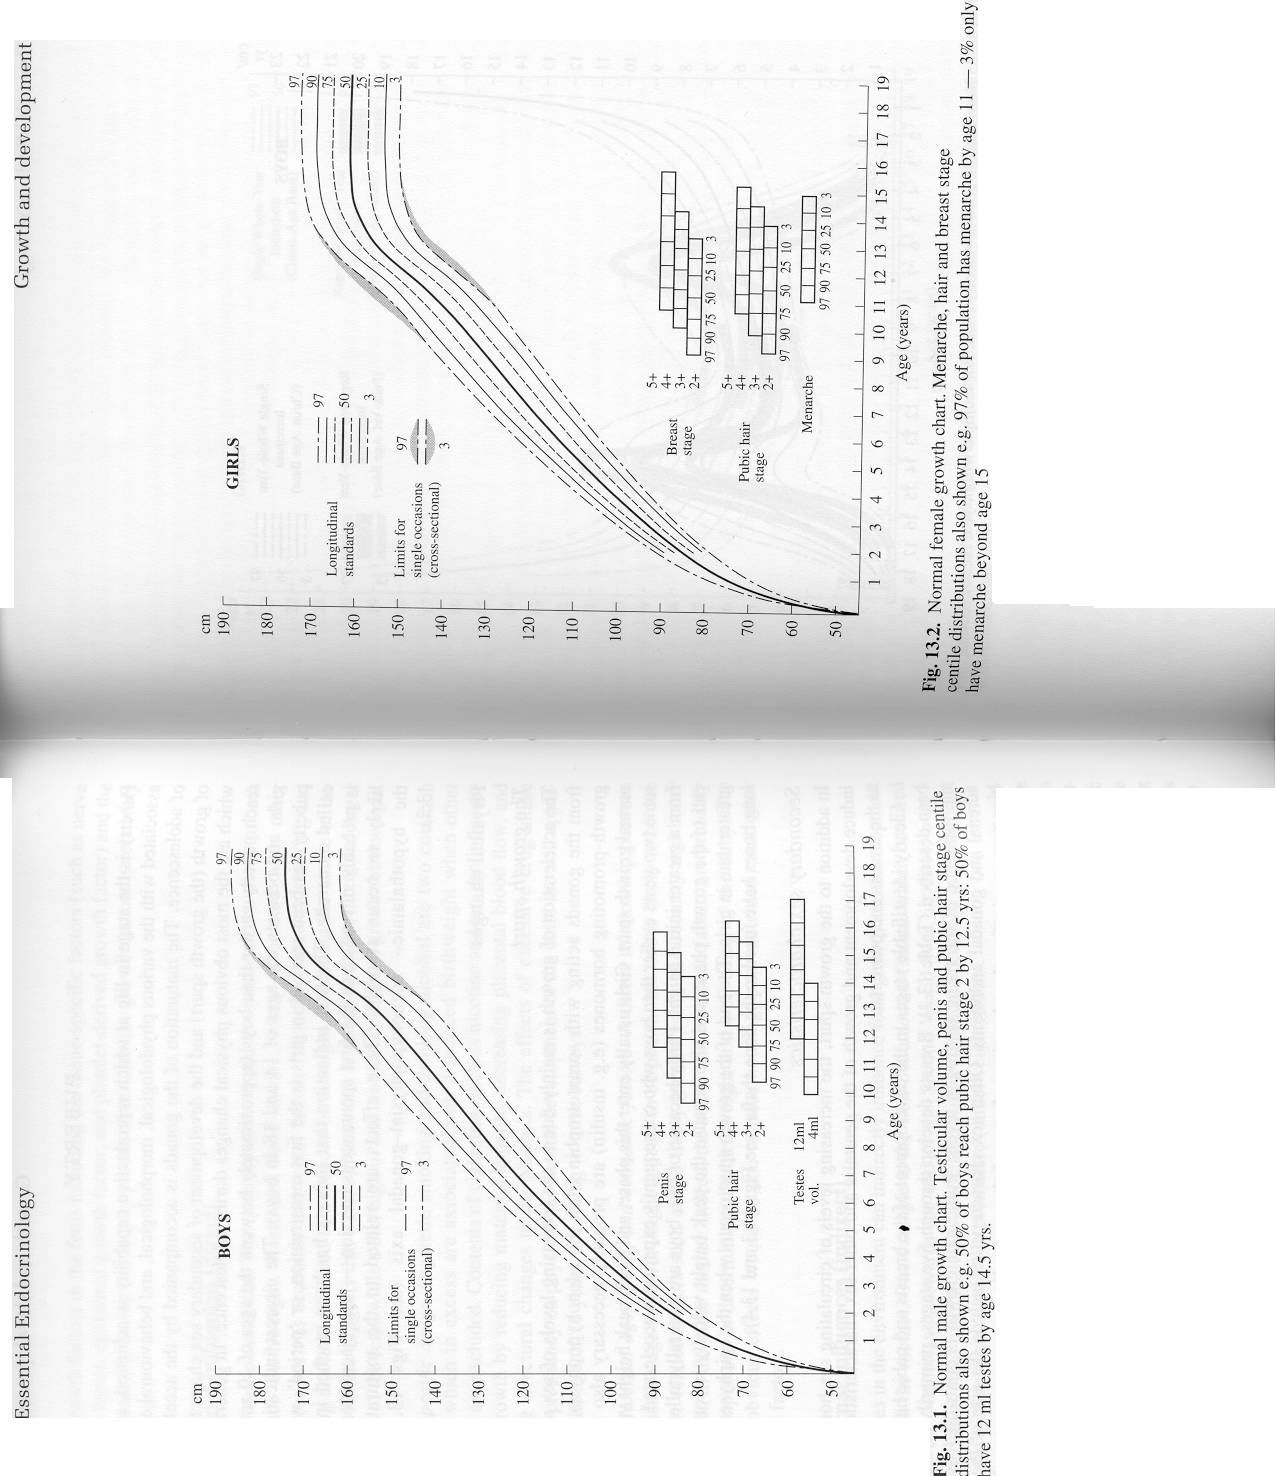 Essential Endocrinology
BOYS
cm
190
180
170
160
150
140
130
120
110
100
90
80
70
60
50
Longitudinal
standards
97
50
3
Limits for
single occasions
(cross-sectional)
97
3
97
90
75
50
25
10
3
Penis
stage
5+
4+
3+
2+
97 90 75 50 25 10 3
Pubic hair
stage
5+
4+
3+
2+
97 90 75 50 25 10 3
Testes
vol.
12ml
4ml
1 2 3 4 5 6 7 8 9 10 11 12 13 14 15 16 17 18 19
Age (years)
Fig. 13.1. Normal male growth chart. Testicular volume, penis and pubic hair stage centile
distributions also shown e.g. 50% of boys reach pubic hair stage 2 by 12.5 yrs: 50% of boys
have 12 ml testes by age 14.5 yrs.
Growth and development
GIRLS
cm
190
180
170
160
150
140
130
120
110
100
90
80
70
60
50
Longitudinal
standards
97
50
3
Limits for
single occasions
(cross-sectional)
97
3
97
90
75
50
25
10
3
Breast
stage
5+
4+
3+
2+
97 90 75 50 25 10 3
Pubic hair
stage
5+
4+
3+
2+
97 90 75 50 25 10 3
Menarche
97 90 75 50 25 10 3
1 2 3 4 5 6 7 8 9 10 11 12 13 14 15 16 17 18 19
Age (years)
Fig. 13.2. Normal female growth chart. Menarche, hair and breast stage
centile distributions also shown e.g. 97% of population has menarche by age 11 — 3% only
have menarche beyond age 15